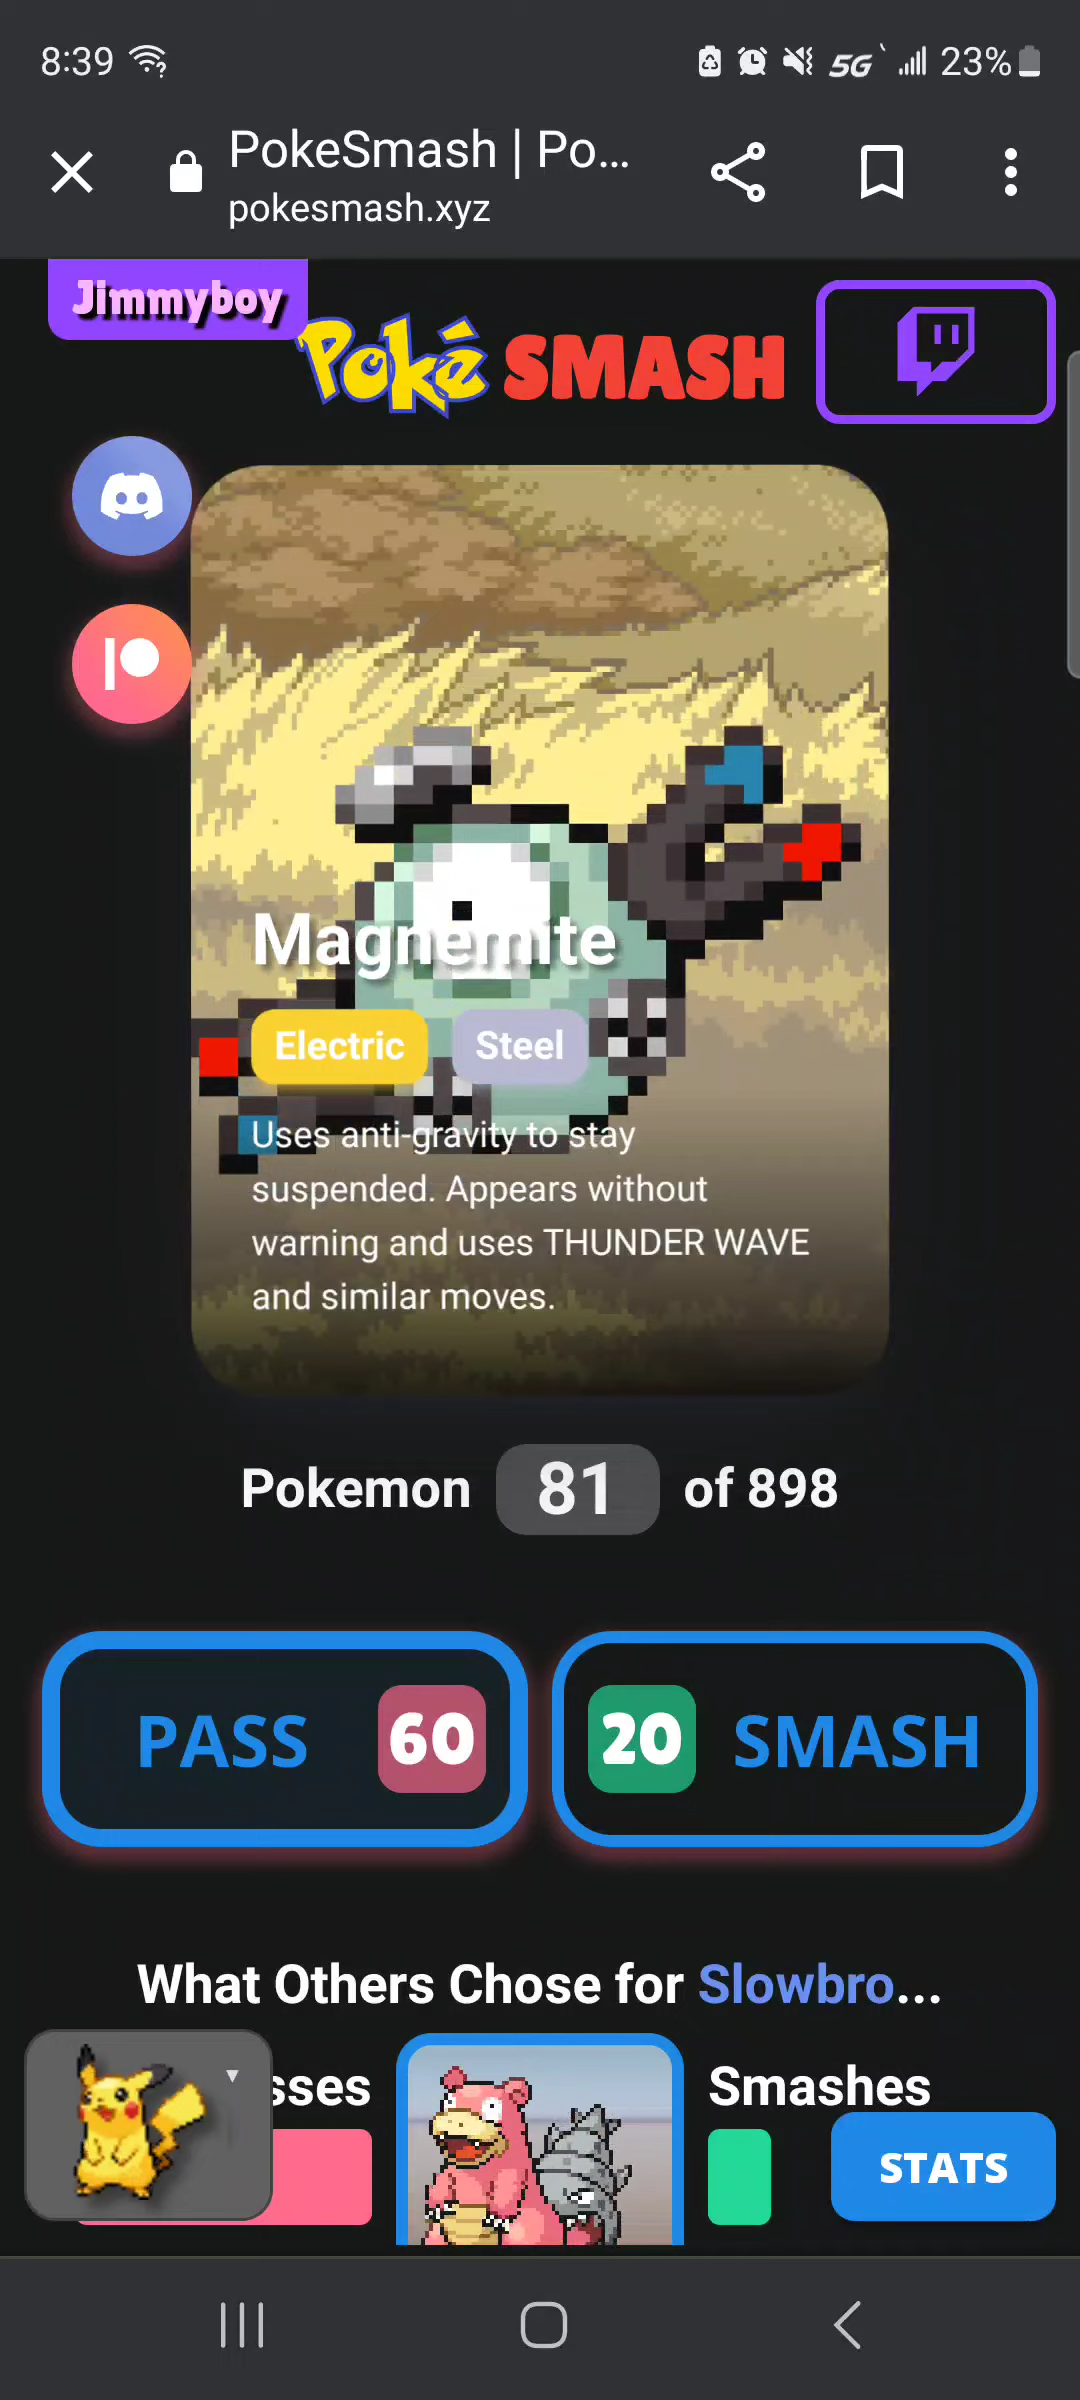 8:39
5G
23%
PokeSmash | Po...
pokesmash.xyz
Jimmyboy
Poké SMASH
Magnemite
Electric
Steel
Uses anti-gravity to stay
suspended. Appears without
warning and uses THUNDER WAVE
and similar moves.
Pokemon 81 of 898
PASS 60
20 SMASH
What Others Chose for Slowbro...
sses
Smashes
STATS